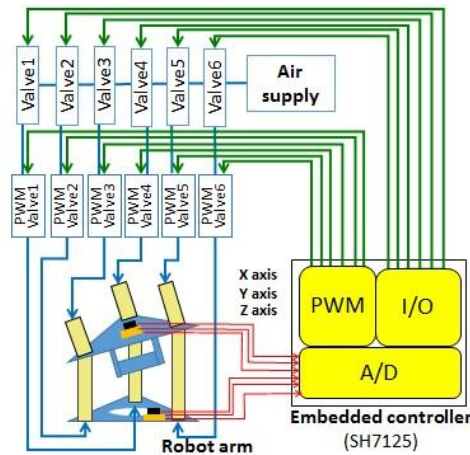 Valve1
Valve2
Valve3
Valve4
Valve5
Valve6
Air
supply
PWM
Valve1
PWM
Valve2
PWM
Valve3
PWM
Valve4
PWM
Valve5
PWM
Valve6
X axis
Y axis
Z axis
PWM
I/O
A/D
Embedded controller
(SH7125)
Robot arm